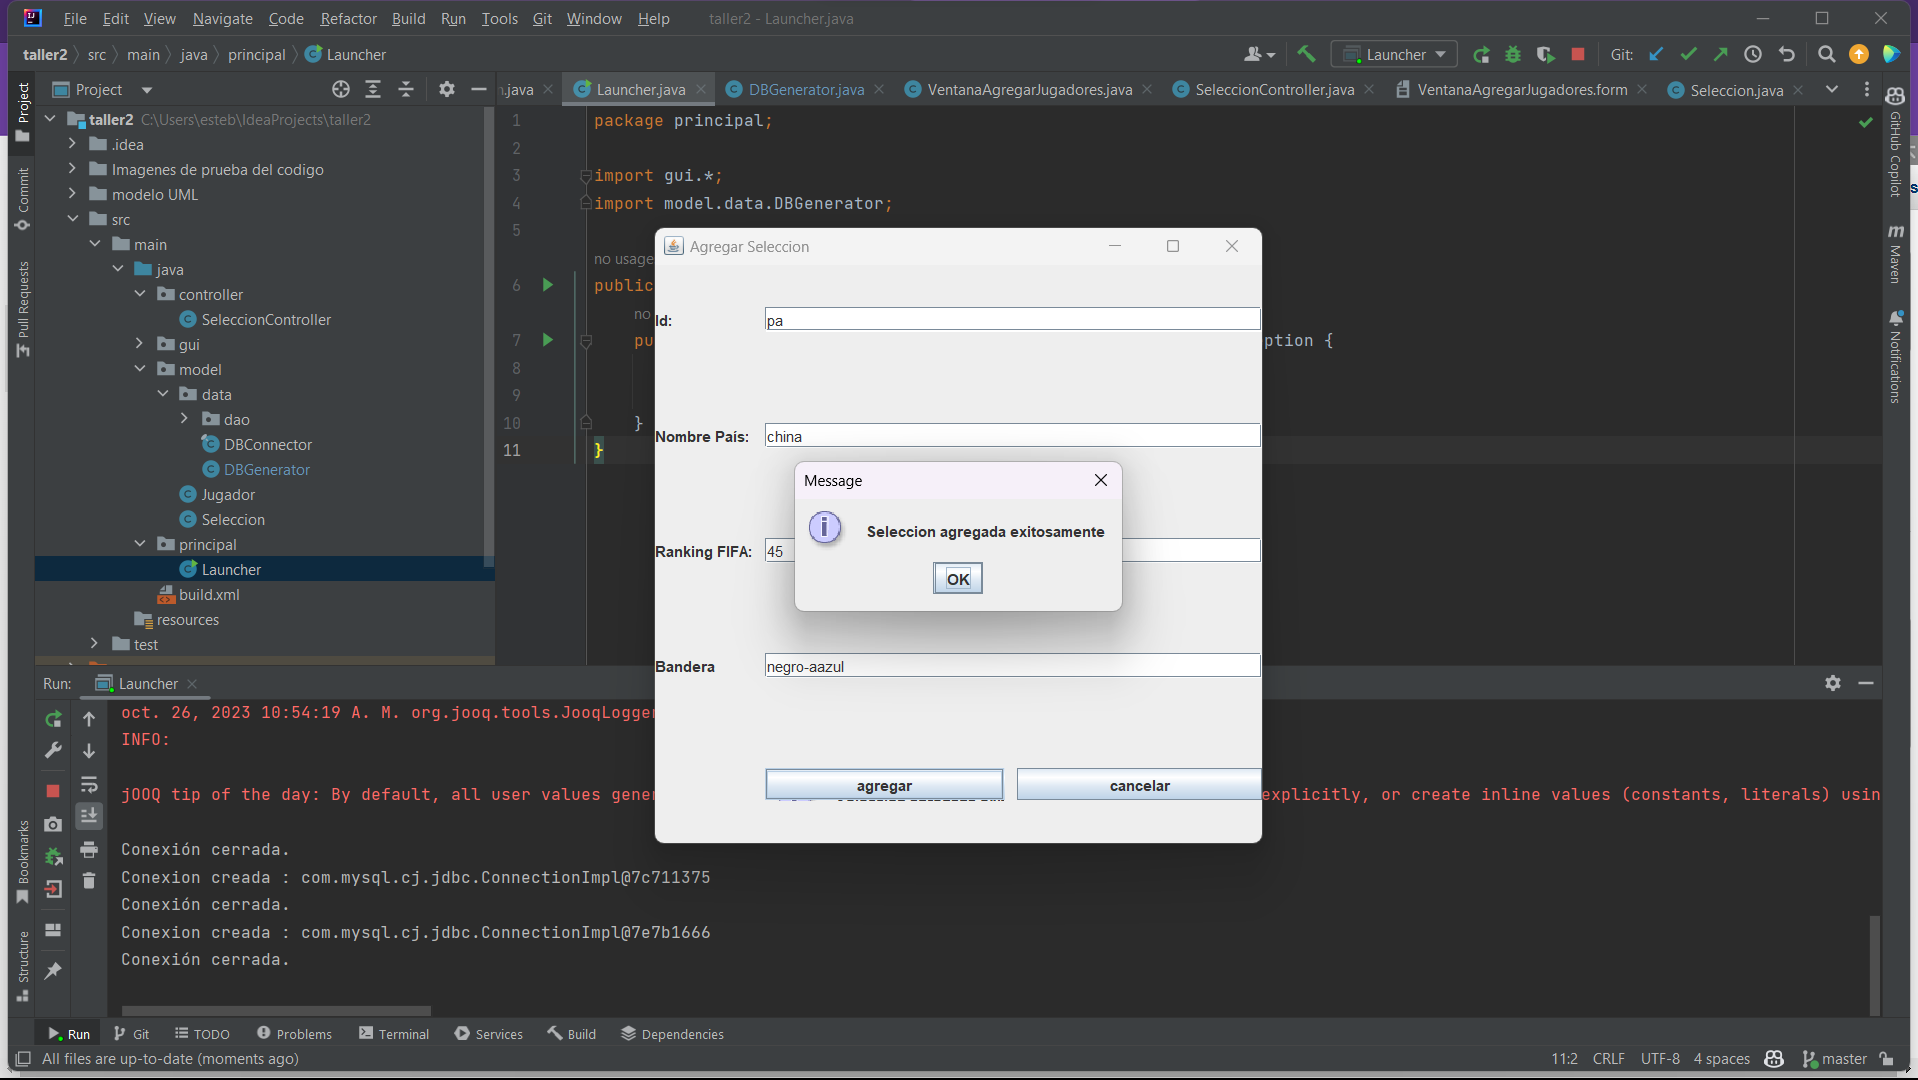 File Edit View Navigate Code Refactor Build Run Tools Git Window Help taller2 - Launcher.java
taller2 src main java principal Launcher
Launcher Git:
Project
.java Launcher.java DBGenerator.java VentanaAgregarJugadores.java SeleccionController.java VentanaAgregarJugadores.form Seleccion.java
Project
Commit
Pull Requests
Bookmarks
Structure
taller2 C:\Users\esteb\IdeaProjects\taller2
.idea
Imagenes de prueba del codigo
modelo UML
src
main
java
controller
SeleccionController
gui
model
data
dao
DBConnector
DBGenerator
Jugador
Seleccion
principal
Launcher
build.xml
resources
test
1 package principal;
2
3 import gui.*;
4 import model.data.DBGenerator;
5
no usage
6 public
no
7 pu ption {
8
9
10 }
11 }
GitHub Copilot
Maven
Notifications
Agregar Seleccion
Id: pa
Nombre País: china
Ranking FIFA: 45
Bandera negro-aazul
agregar cancelar
Message
Seleccion agregada exitosamente
OK
Run: Launcher
oct. 26, 2023 10:54:19 A. M. org.jooq.tools.JooqLogger
INFO:
jOOQ tip of the day: By default, all user values gene explicitly, or create inline values (constants, literals) usin
Conexión cerrada.
Conexion creada : com.mysql.cj.jdbc.ConnectionImpl@7c711375
Conexión cerrada.
Conexion creada : com.mysql.cj.jdbc.ConnectionImpl@7e7b1666
Conexión cerrada.
Run Git TODO Problems Terminal Services Build Dependencies
All files are up-to-date (moments ago) 11:2 CRLF UTF-8 4 spaces master